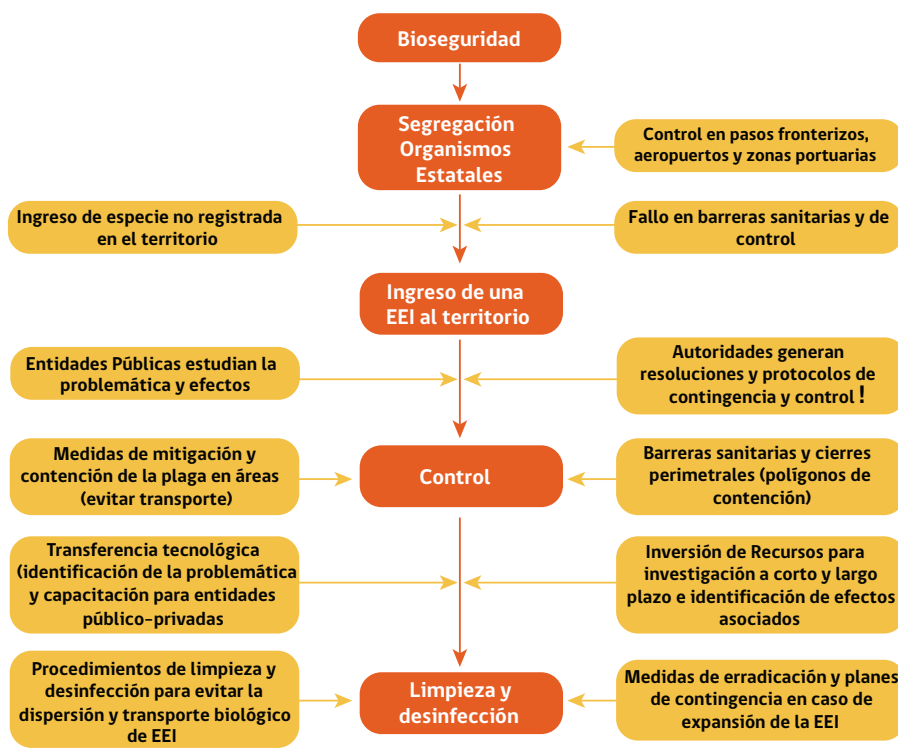 Bioseguridad
Segregación
Organismos
Estatales
Control en pasos fronterizos,
aeropuertos y zonas portuarias
Ingreso de especie no registrada
en el territorio
Fallo en barreras sanitarias y de
control
Ingreso de una
EEI al territorio
Entidades Públicas estudian la
problemática y efectos
Autoridades generan
resoluciones y protocolos de
contingencia y control !
Medidas de mitigación y
contención de la plaga en áreas
(evitar transporte)
Control
Barreras sanitarias y cierres
perimetrales (polígonos de
contención)
Transferencia tecnológica
(identificación de la problemática
y capacitación para entidades
público-privadas
Inversión de Recursos para
investigación a corto y largo
plazo e identificación de efectos
asociados
Procedimientos de limpieza y
desinfección para evitar la
dispersión y transporte biológico
de EEI
Limpieza y
desinfección
Medidas de erradicación y planes
de contingencia en caso de
expansión de la EEI